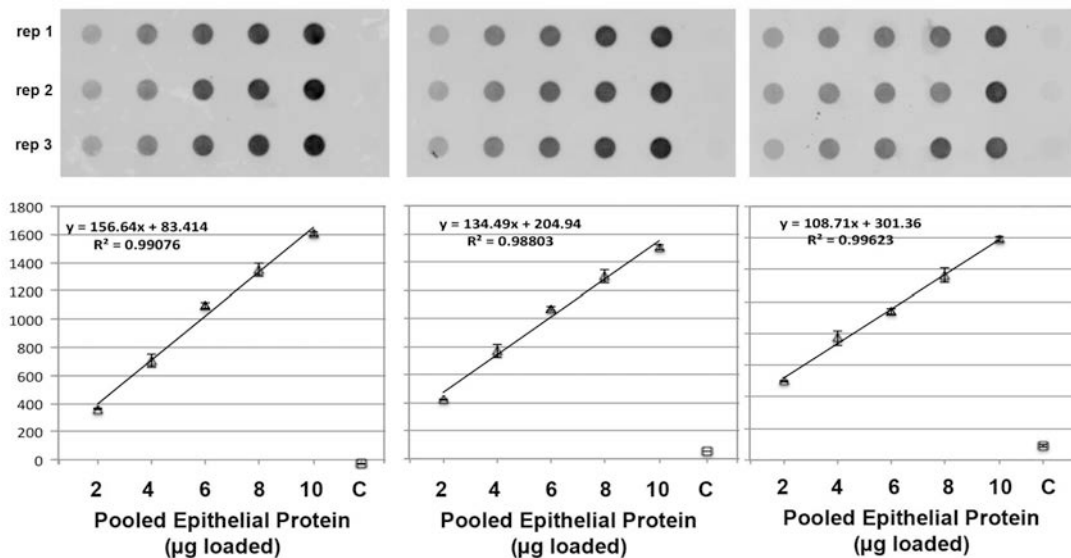 rep 1
rep 2
rep 3
y = 156.64x + 83.414
R² = 0.99076
y = 134.49x + 204.94
R² = 0.98803
y = 108.71x + 301.36
R² = 0.99623
1800
1600
1400
1200
1000
800
600
400
200
0
2 4 6 8 10 C
2 4 6 8 10 C
2 4 6 8 10 C
Pooled Epithelial Protein
(µg loaded)
Pooled Epithelial Protein
(µg loaded)
Pooled Epithelial Protein
(µg loaded)